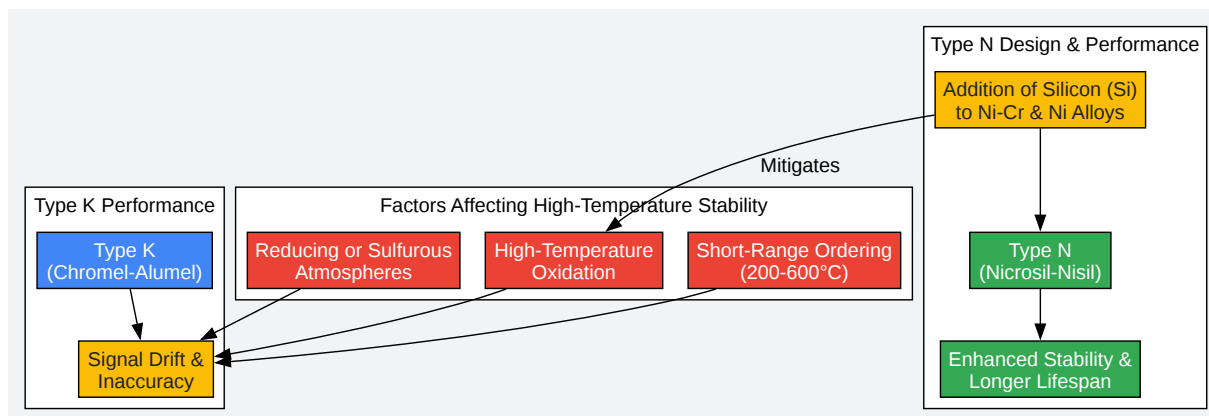 Type N Design & Performance
Addition of Silicon (Si)
to Ni-Cr & Ni Alloys
Mitigates
Type K Performance
Factors Affecting High-Temperature Stability
Type K
(Chromel-Alumel)
Reducing or Sulfurous
Atmospheres
High-Temperature
Oxidation
Short-Range Ordering
(200-600°C)
Type N
(Nicrosil-Nisil)
Signal Drift &
Inaccuracy
Enhanced Stability &
Longer Lifespan